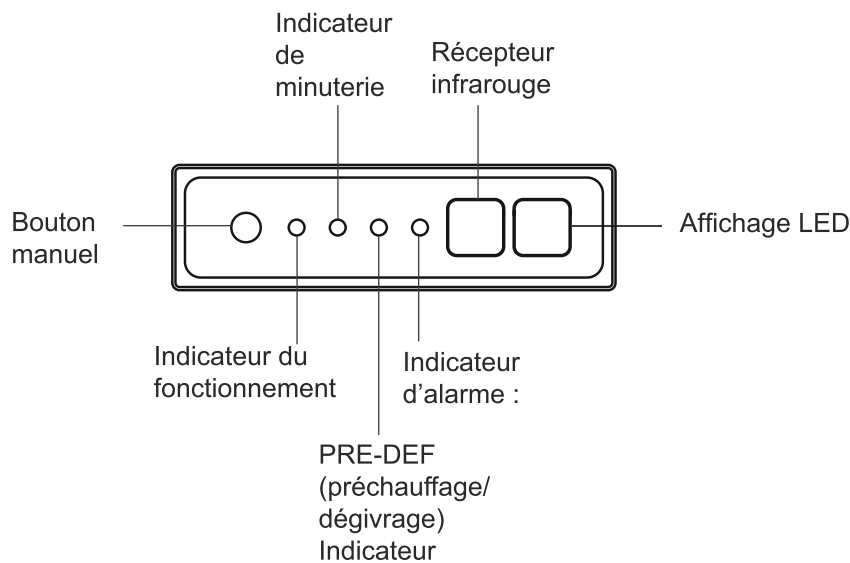 Indicateur
de
minuterie
Récepteur
infrarouge
Bouton
manuel
Affichage LED
Indicateur du
fonctionnement
Indicateur
d’alarme :
PRE-DEF
(préchauffage/
dégivrage)
Indicateur